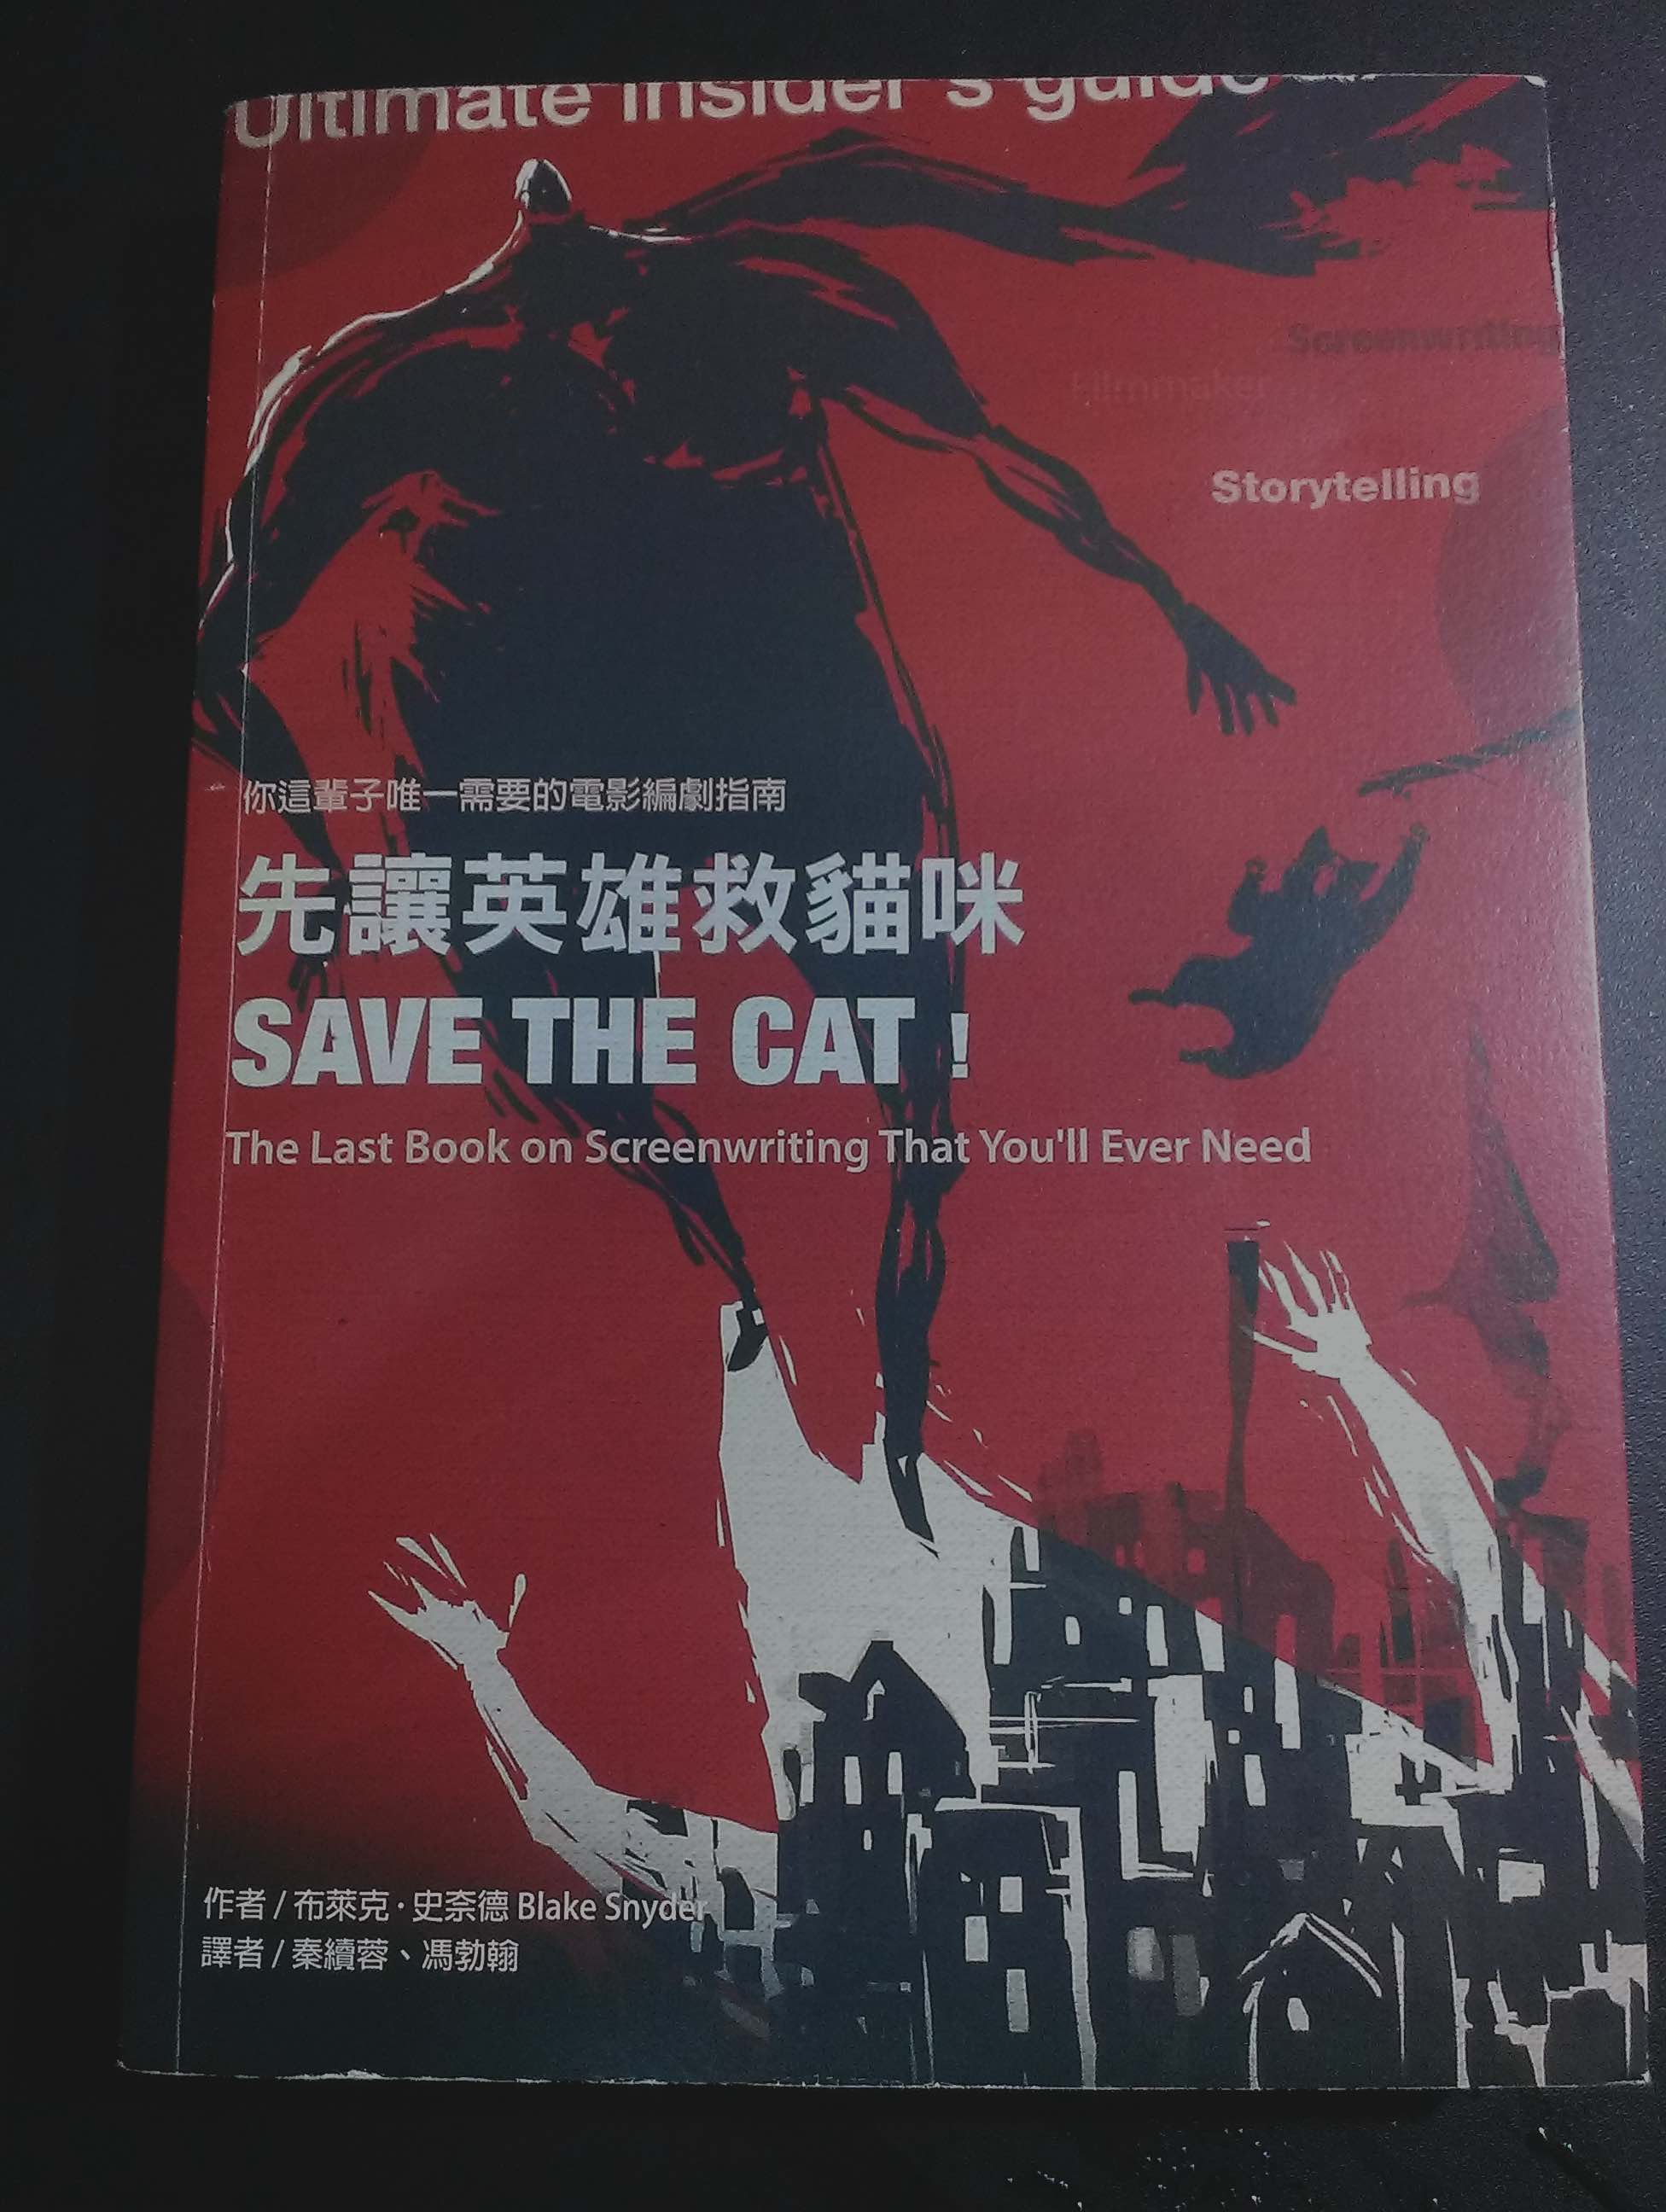 Ultimate insider's guide
Screenwriting
Filmmaker
Storytelling
你這輩子唯一需要的電影編劇指南
先讓英雄救貓咪
SAVE THE CAT!
The Last Book on Screenwriting That You'll Ever Need
作者/布萊克·史奈德 Blake Snyder
譯者/秦續蓉、馮勃翰